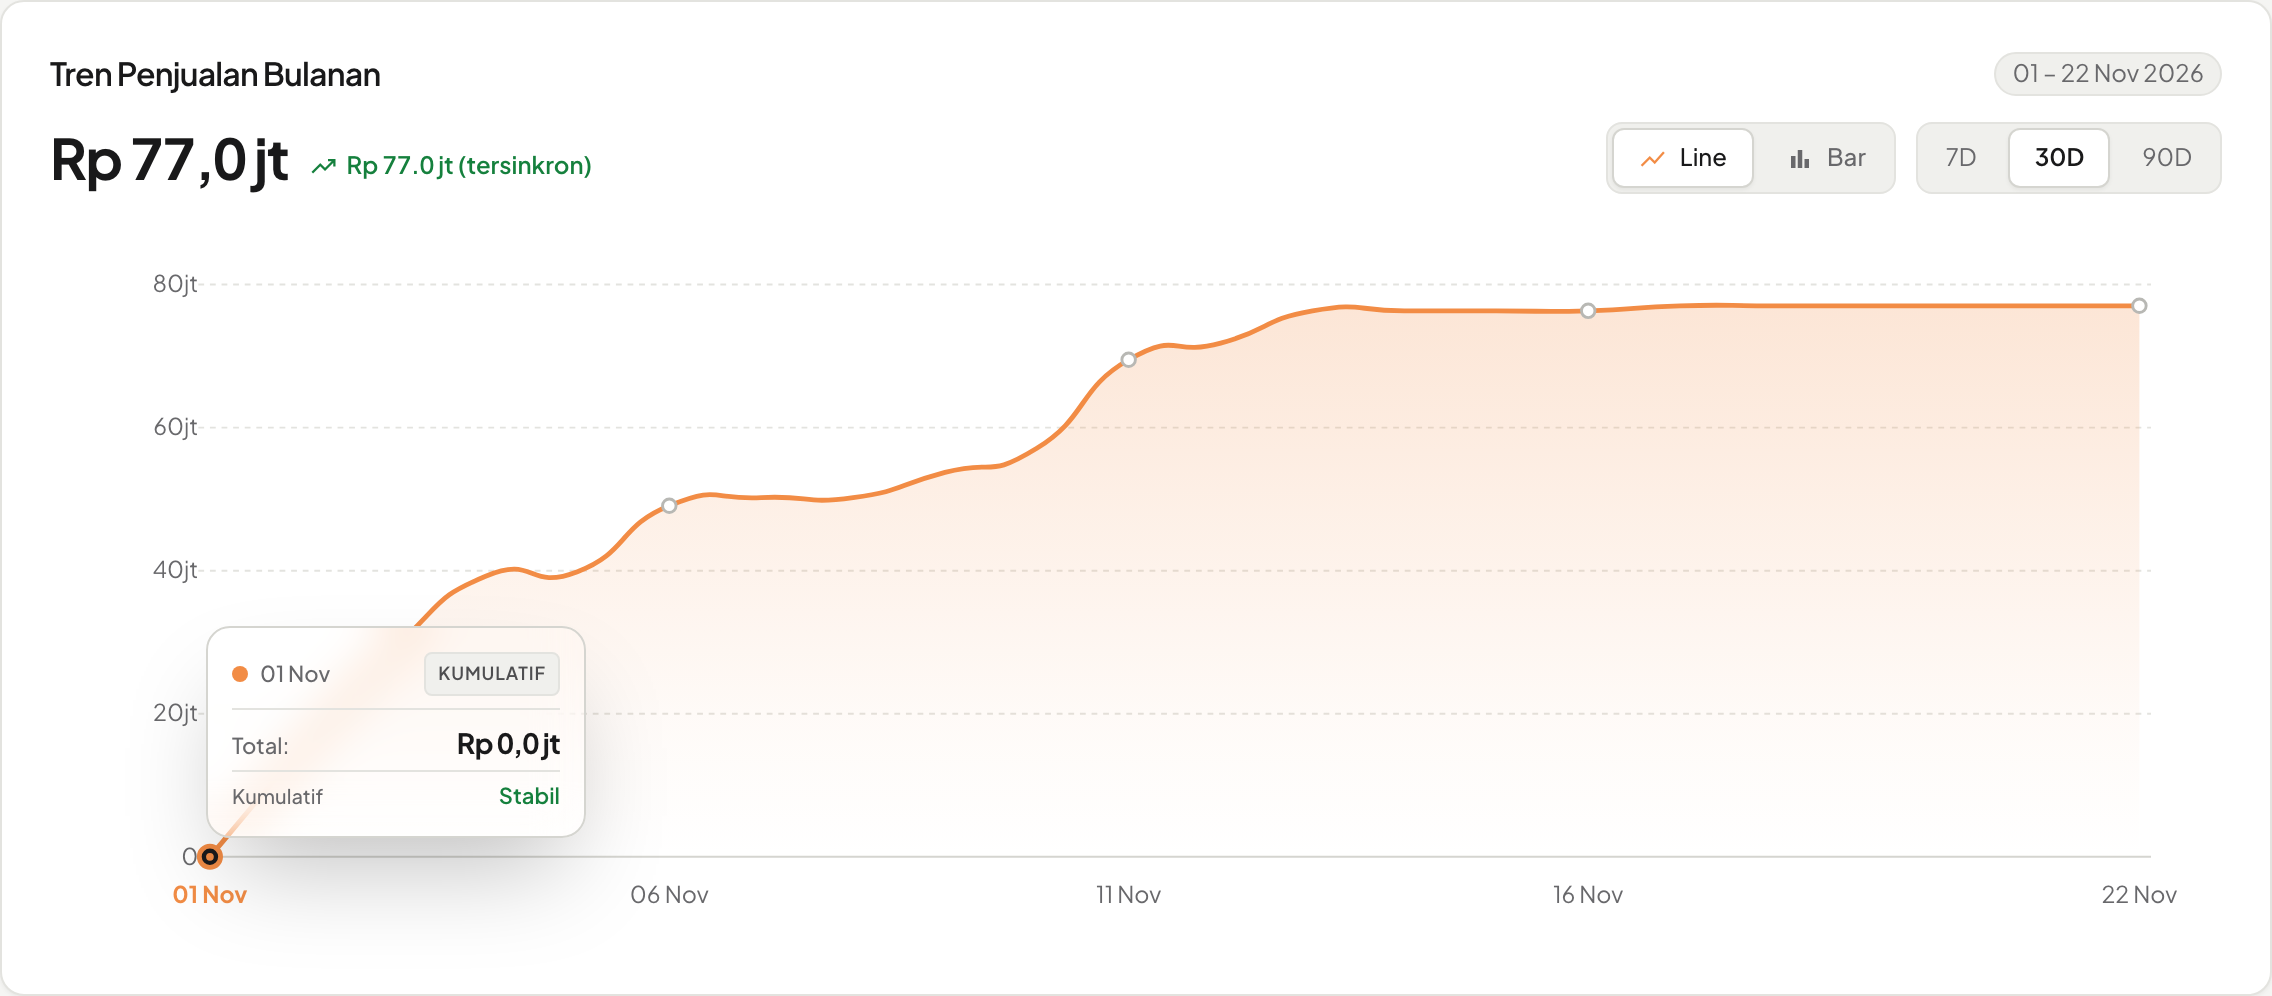 Tren Penjualan Bulanan
01 – 22 Nov 2026
Rp 77,0 jt
Rp 77.0 jt (tersinkron)
Line
Bar
7D
30D
90D
80jt
60jt
40jt
20jt
0
01 Nov
KUMULATIF
Total:
Rp 0,0 jt
Kumulatif
Stabil
01 Nov
06 Nov
11 Nov
16 Nov
22 Nov